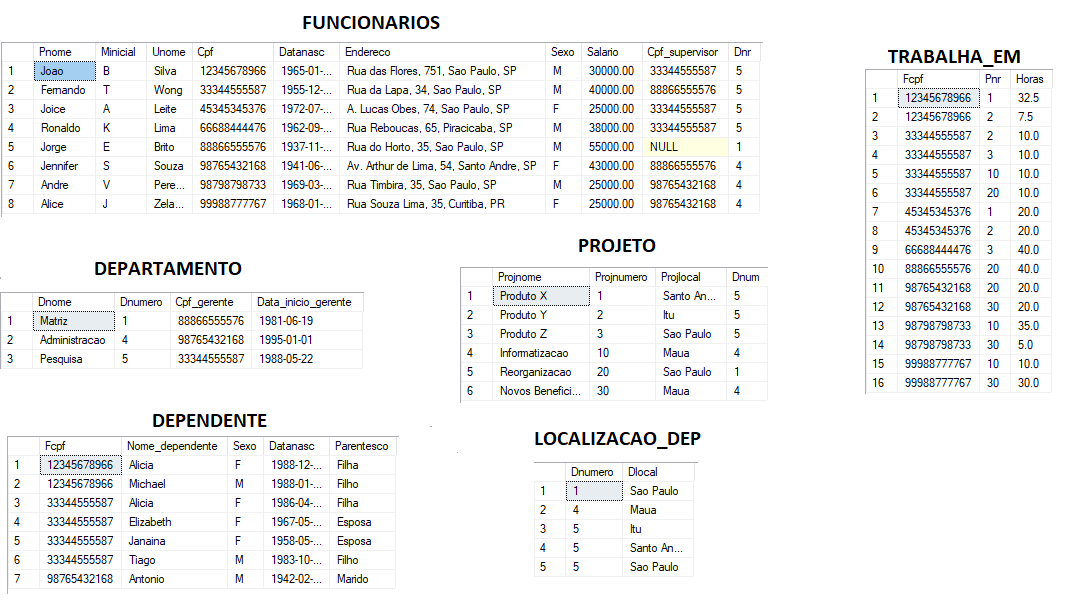 FUNCIONARIOS
Pnome Minicial Unome Cpf Datanasc Endereco Sexo Salario Cpf_supervisor Dnr
1 Joao B Silva 12345678966 1965-01-... Rua das Flores, 751, Sao Paulo, SP M 30000.00 33344555587 5
2 Fernando T Wong 33344555587 1955-12-... Rua da Lapa, 34, Sao Paulo, SP M 40000.00 88866555576 5
3 Joice A Leite 45345345376 1972-07-... A. Lucas Obes, 74, Sao Paulo, SP F 25000.00 33344555587 5
4 Ronaldo K Lima 66688444476 1962-09-... Rua Reboucas, 65, Piracicaba, SP M 38000.00 33344555587 5
5 Jorge E Brito 88866555576 1937-11-... Rua do Horto, 35, Sao Paulo, SP M 55000.00 NULL 1
6 Jennifer S Souza 98765432168 1941-06-... Av. Arthur de Lima, 54, Santo Andre, SP F 43000.00 88866555576 4
7 Andre V Pere... 98798798733 1969-03-... Rua Timbira, 35, Sao Paulo, SP M 25000.00 98765432168 4
8 Alice J Zela... 99988777767 1968-01-... Rua Souza Lima, 35, Curitiba, PR F 25000.00 98765432168 4
TRABALHA_EM
Fcpf Pnr Horas
1 12345678966 1 32.5
2 12345678966 2 7.5
3 33344555587 2 10.0
4 33344555587 3 10.0
5 33344555587 10 10.0
6 33344555587 20 10.0
7 45345345376 1 20.0
8 45345345376 2 20.0
9 66688444476 3 40.0
10 88866555576 20 40.0
11 98765432168 20 20.0
12 98765432168 30 20.0
13 98798798733 10 35.0
14 98798798733 30 5.0
15 99988777767 10 10.0
16 99988777767 30 30.0
DEPARTAMENTO
Dnome Dnumero Cpf_gerente Data_inicio_gerente
1 Matriz 1 88866555576 1981-06-19
2 Administracao 4 98765432168 1995-01-01
3 Pesquisa 5 33344555587 1988-05-22
PROJETO
Projnome Projnumero Projlocal Dnum
1 Produto X 1 Santo An... 5
2 Produto Y 2 Itu 5
3 Produto Z 3 Sao Paulo 5
4 Informatizacao 10 Maua 4
5 Reorganizacao 20 Sao Paulo 1
6 Novos Benefici... 30 Maua 4
DEPENDENTE
Fcpf Nome_dependente Sexo Datanasc Parentesco
1 12345678966 Alicia F 1988-12-... Filha
2 12345678966 Michael M 1988-01-... Filho
3 33344555587 Alicia F 1986-04-... Filha
4 33344555587 Elizabeth F 1967-05-... Esposa
5 33344555587 Janaina F 1958-05-... Esposa
6 33344555587 Tiago M 1983-10-... Filho
7 98765432168 Antonio M 1942-02-... Marido
LOCALIZACAO_DEP
Dnumero Dlocal
1 1 Sao Paulo
2 4 Maua
3 5 Itu
4 5 Santo An...
5 5 Sao Paulo